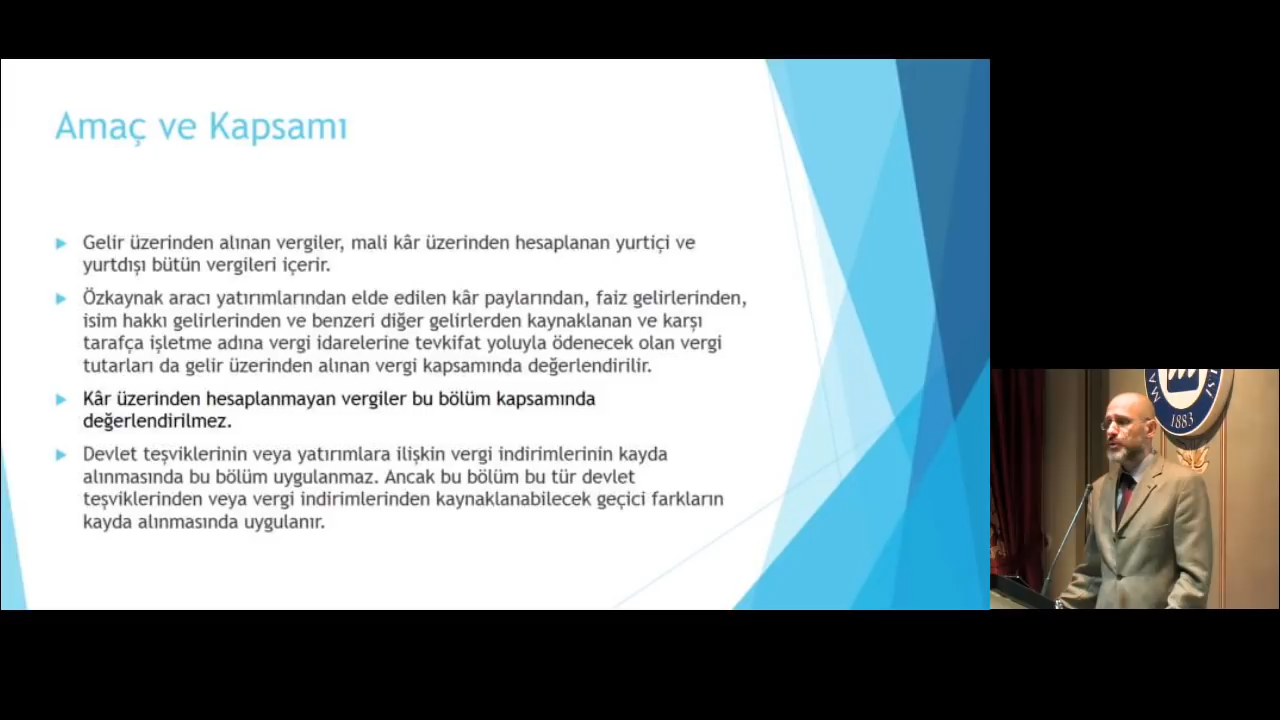 Amaç ve Kapsamı
Gelir üzerinden alınan vergiler, mali kâr üzerinden hesaplanan yurtiçi ve
yurtdışı bütün vergileri içerir.
Özkaynak aracı yatırımlarından elde edilen kâr paylarından, faiz gelirlerinden,
isim hakkı gelirlerinden ve benzeri diğer gelirlerden kaynaklanan ve karşı
tarafça işletme adına vergi idarelerine tevkifat yoluyla ödenecek olan vergi
tutarları da gelir üzerinden alınan vergi kapsamında değerlendirilir.
Kâr üzerinden hesaplanmayan vergiler bu bölüm kapsamında
değerlendirilmez.
Devlet teşviklerinin veya yatırımlara ilişkin vergi indirimlerinin kayda
alınmasında bu bölüm uygulanmaz. Ancak bu bölüm bu tür devlet
teşviklerinden veya vergi indirimlerinden kaynaklanabilecek geçici farkların
kayda alınmasında uygulanır.
1883